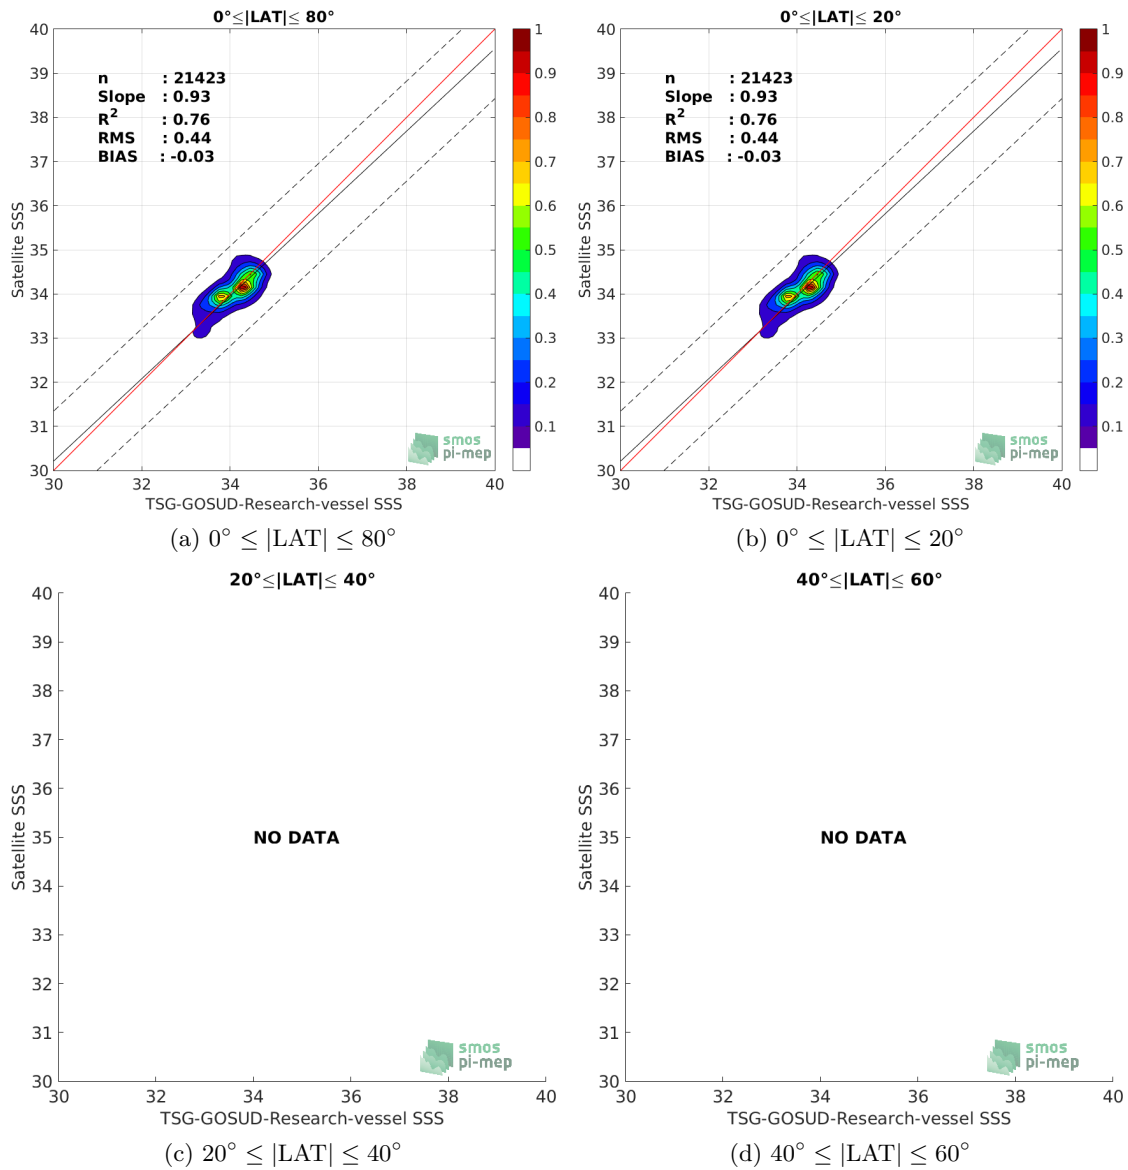 0°≤|LAT|≤ 80°
40
39
38
37
36
35
34
33
32
31
30
Satellite SSS
n : 21423
Slope : 0.93
R² : 0.76
RMS : 0.44
BIAS : -0.03
smos
pi-mep
30 32 34 36 38 40
TSG-GOSUD-Research-vessel SSS
1
0.9
0.8
0.7
0.6
0.5
0.4
0.3
0.2
0.1
(a) 0° ≤ |LAT| ≤ 80°
0°≤|LAT|≤ 20°
40
39
38
37
36
35
34
33
32
31
30
Satellite SSS
n : 21423
Slope : 0.93
R² : 0.76
RMS : 0.44
BIAS : -0.03
smos
pi-mep
30 32 34 36 38 40
TSG-GOSUD-Research-vessel SSS
1
0.9
0.8
0.7
0.6
0.5
0.4
0.3
0.2
0.1
(b) 0° ≤ |LAT| ≤ 20°
20°≤|LAT|≤ 40°
40
39
38
37
36
35
34
33
32
31
30
Satellite SSS
NO DATA
smos
pi-mep
30 32 34 36 38 40
TSG-GOSUD-Research-vessel SSS
(c) 20° ≤ |LAT| ≤ 40°
40°≤|LAT|≤ 60°
40
39
38
37
36
35
34
33
32
31
30
Satellite SSS
NO DATA
smos
pi-mep
30 32 34 36 38 40
TSG-GOSUD-Research-vessel SSS
(d) 40° ≤ |LAT| ≤ 60°